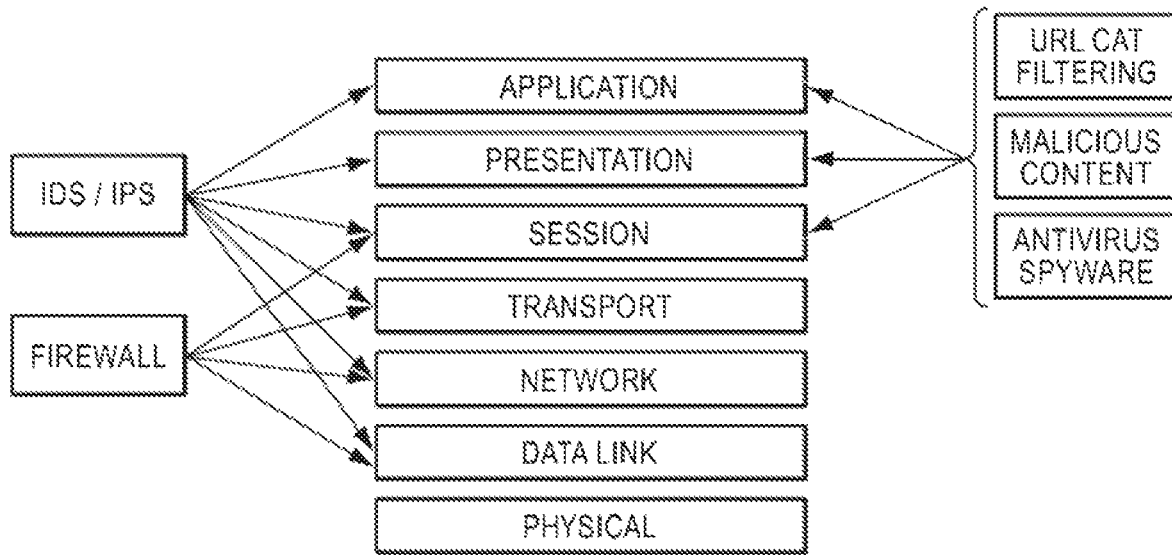 IDS / IPS
FIREWALL
APPLICATION
PRESENTATION
SESSION
TRANSPORT
NETWORK
DATA LINK
PHYSICAL
URL CAT
FILTERING
MALICIOUS
CONTENT
ANTIVIRUS
SPYWARE